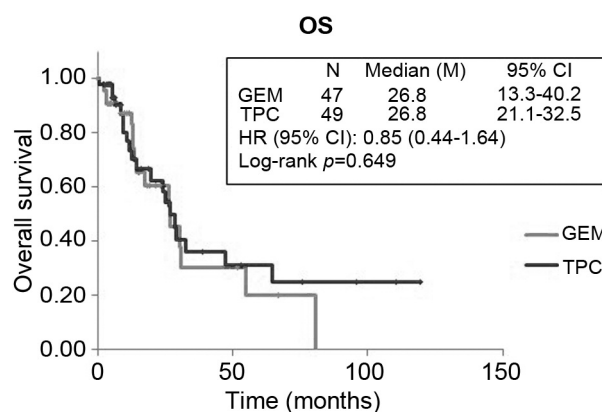 OS
N Median (M) 95% CI
GEM 47 26.8 13.3-40.2
TPC 49 26.8 21.1-32.5
HR (95% CI): 0.85 (0.44-1.64)
Log-rank p=0.649
Overall survival
1.00
0.80
0.60
0.40
0.20
0.00
GEM
TPC
0 50 100 150
Time (months)